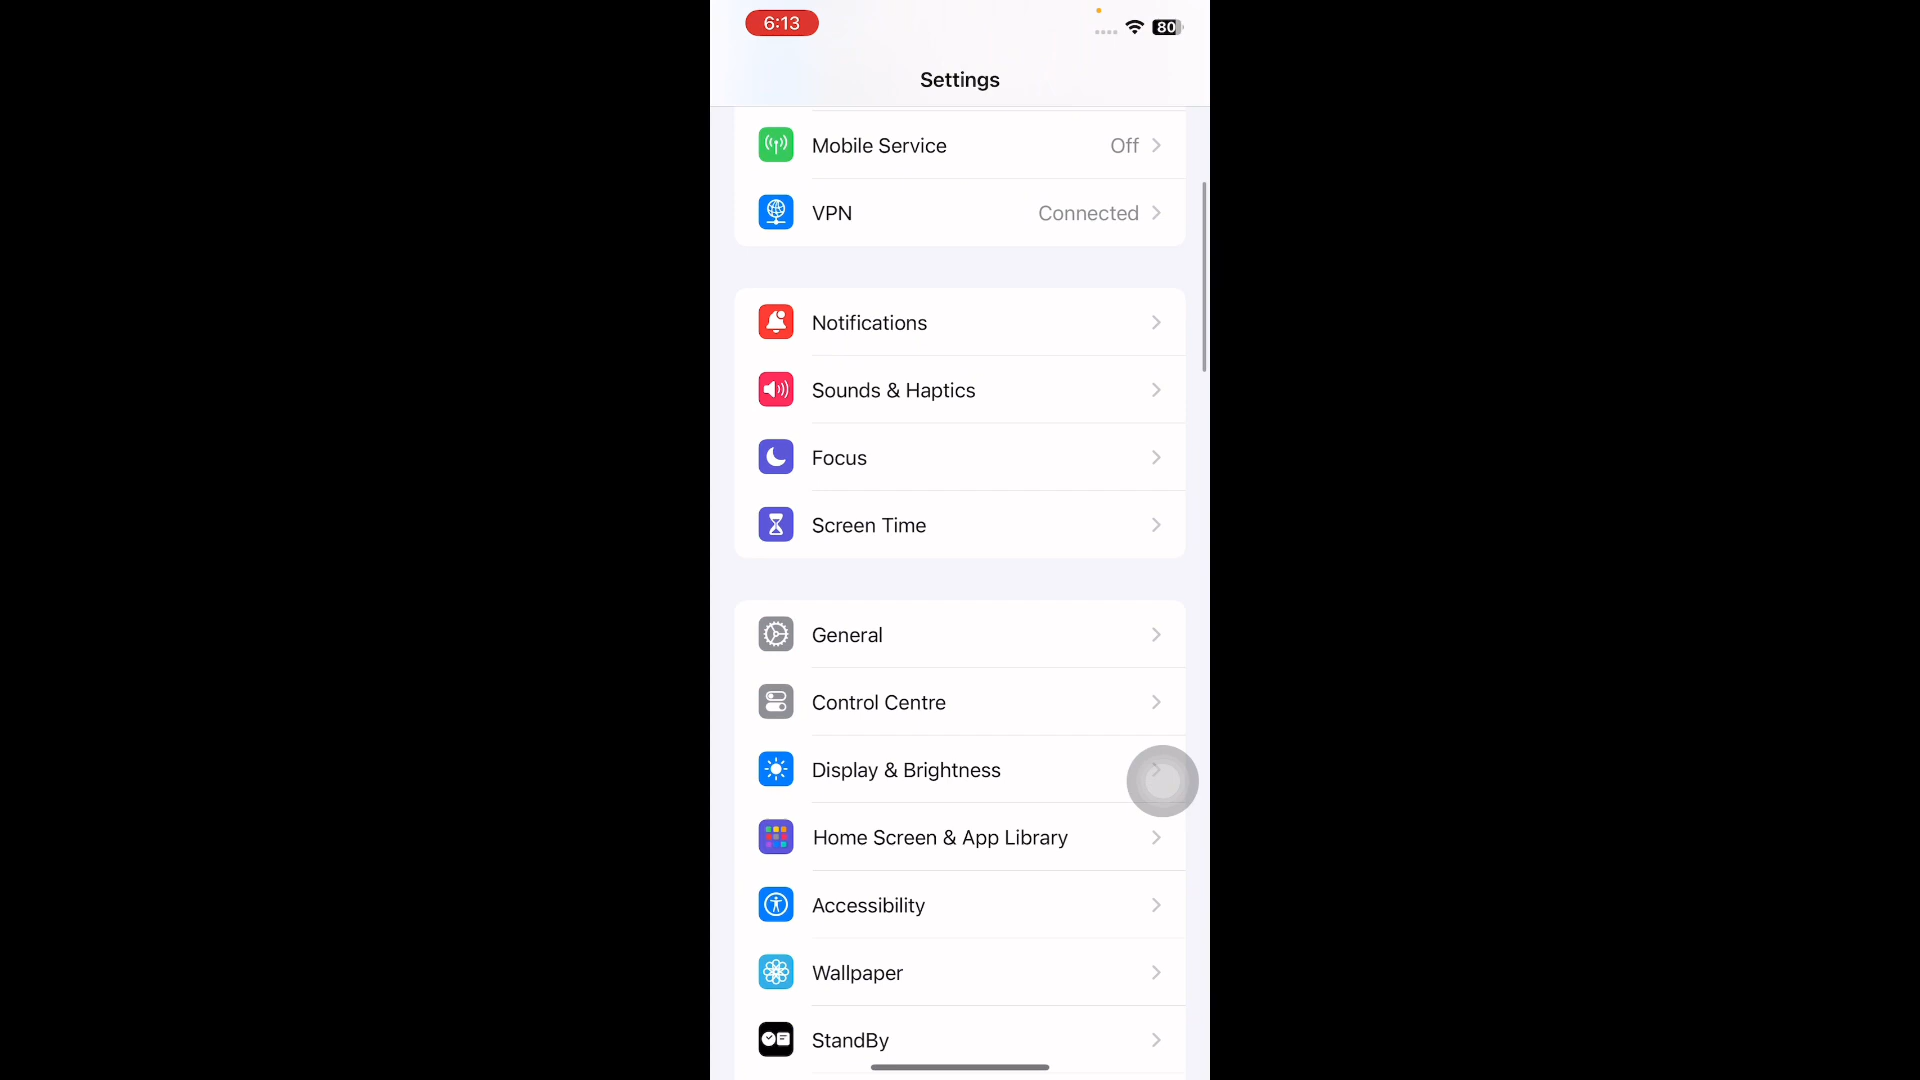 6:13
80
Settings
Mobile Service Off
VPN Connected
Notifications
Sounds & Haptics
Focus
Screen Time
General
Control Centre
Display & Brightness
Home Screen & App Library
Accessibility
Wallpaper
StandBy